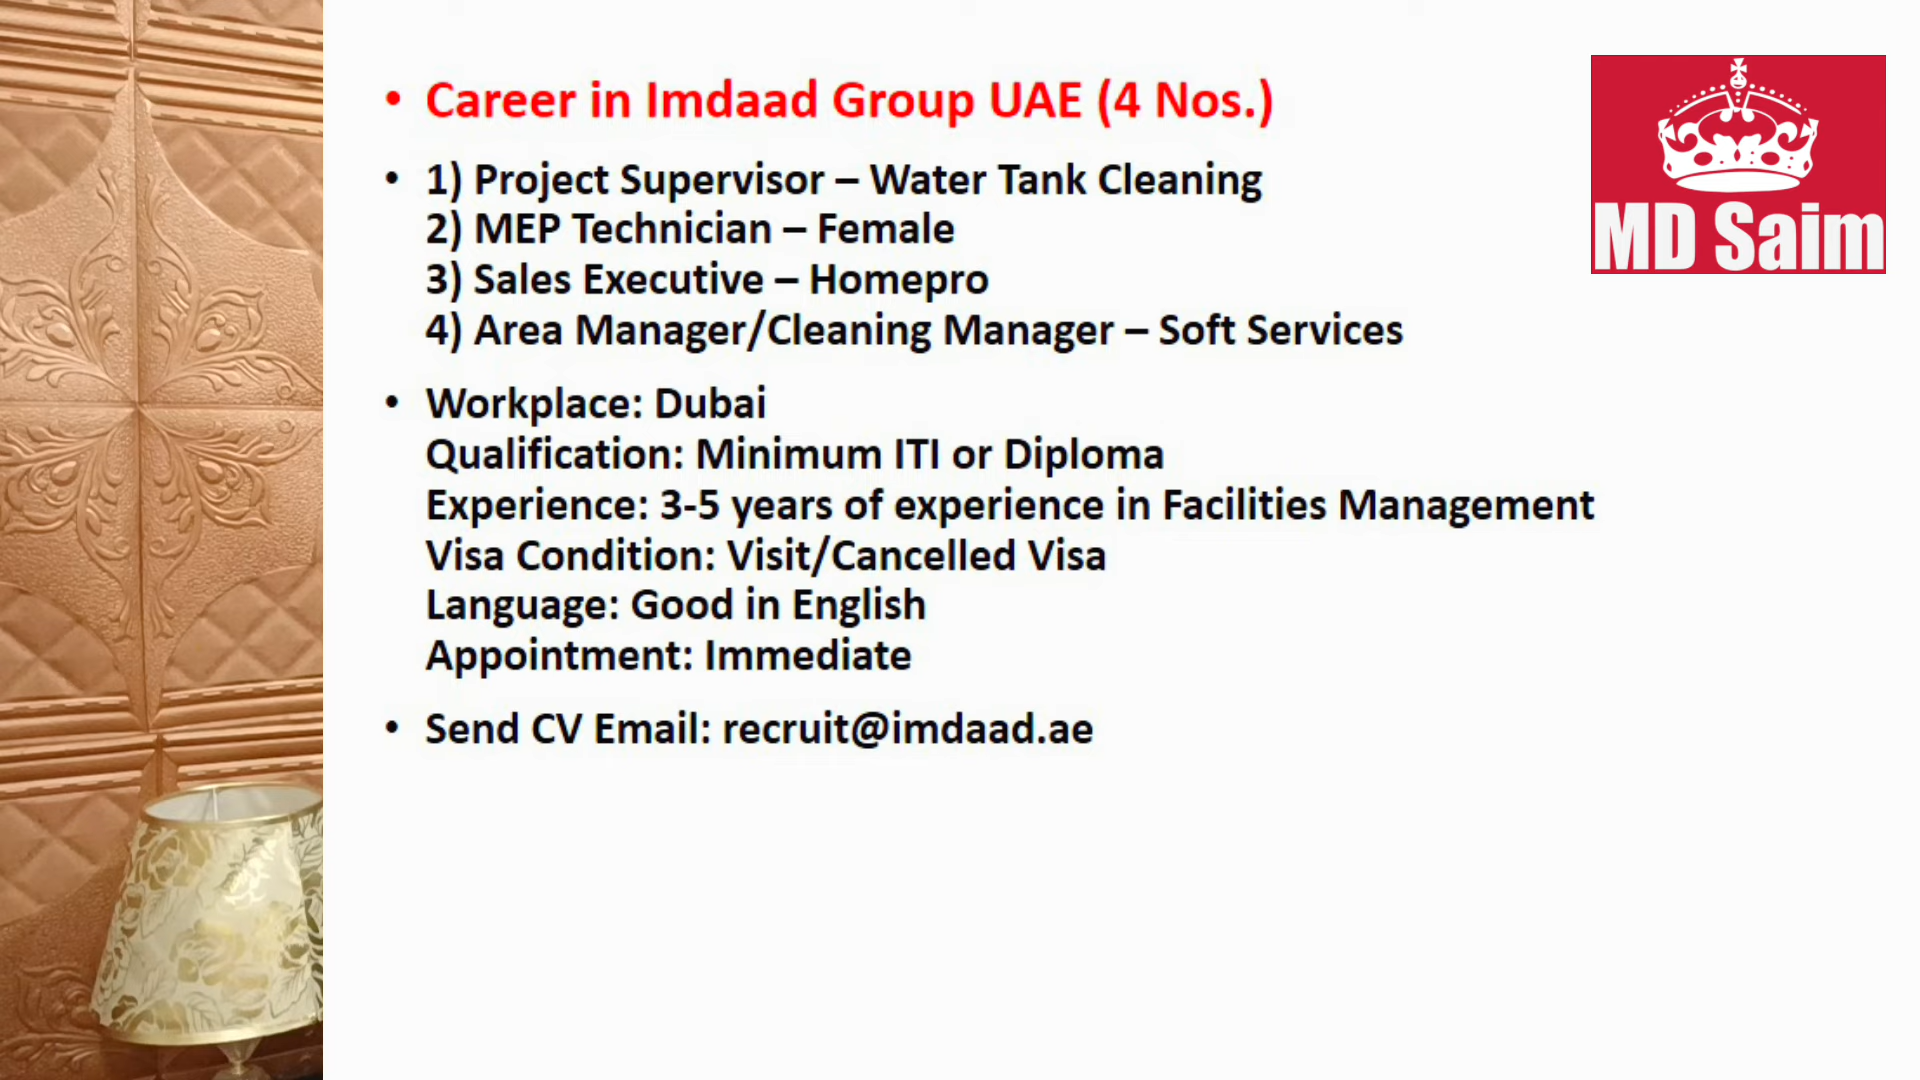 • Career in Imdaad Group UAE (4 Nos.)
MD Saim
• 1) Project Supervisor – Water Tank Cleaning
2) MEP Technician – Female
3) Sales Executive – Homepro
4) Area Manager/Cleaning Manager – Soft Services
• Workplace: Dubai
Qualification: Minimum ITI or Diploma
Experience: 3-5 years of experience in Facilities Management
Visa Condition: Visit/Cancelled Visa
Language: Good in English
Appointment: Immediate
• Send CV Email: recruit@imdaad.ae